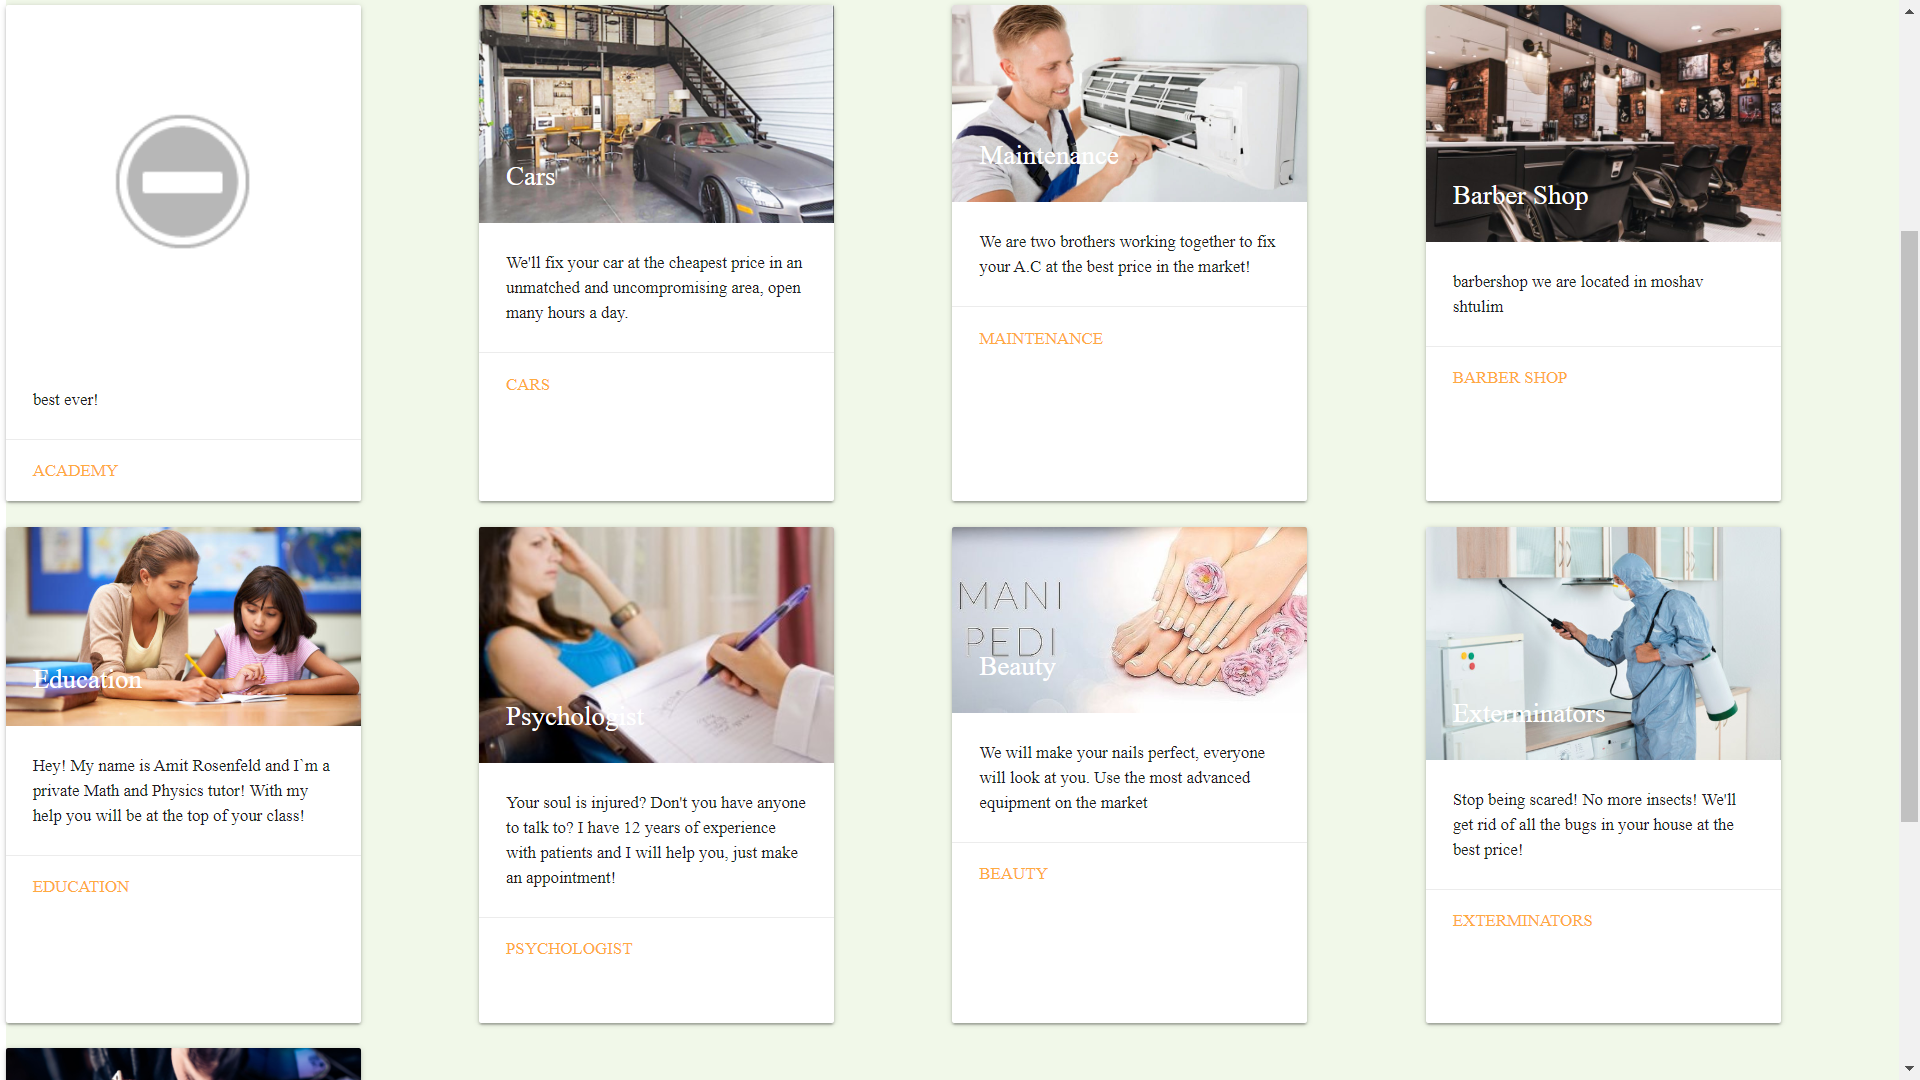 best ever!
ACADEMY
Cars
We'll fix your car at the cheapest price in an
unmatched and uncompromising area, open
many hours a day.
CARS
Maintenance
We are two brothers working together to fix
your A.C at the best price in the market!
MAINTENANCE
Barber Shop
barbershop we are located in moshav
shtulim
BARBER SHOP
Education
Hey! My name is Amit Rosenfeld and I`m a
private Math and Physics tutor! With my
help you will be at the top of your class!
EDUCATION
Psychologist
Your soul is injured? Don't you have anyone
to talk to? I have 12 years of experience
with patients and I will help you, just make
an appointment!
PSYCHOLOGIST
MANI
PEDI
Beauty
We will make your nails perfect, everyone
will look at you. Use the most advanced
equipment on the market
BEAUTY
Exterminators
Stop being scared! No more insects! We'll
get rid of all the bugs in your house at the
best price!
EXTERMINATORS